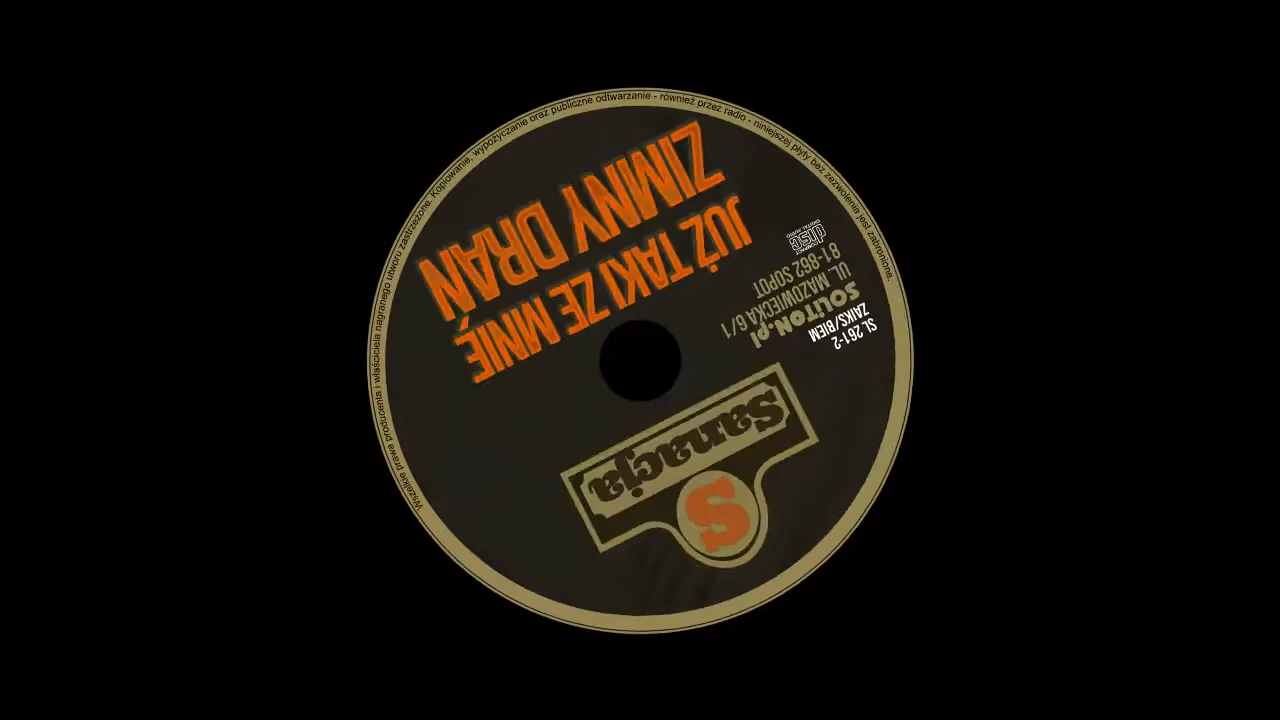 S
Sanacja
JUŻ TAKI ZE MNIE
ZIMNY DRAŃ
SL 261-2
ZAIKS/BIEM
SOLITON.pl
UL. MAZOWIECKA 6/1
81-862 SOPOT
COMPACT
disc
DIGITAL AUDIO
Wszelkie prawa producenta i właściciela nagranego utworu zastrzeżone. Kopiowanie, wypożyczanie oraz publiczne odtwarzanie - również przez radio - niniejszej płyty bez zezwolenia jest zabronione.